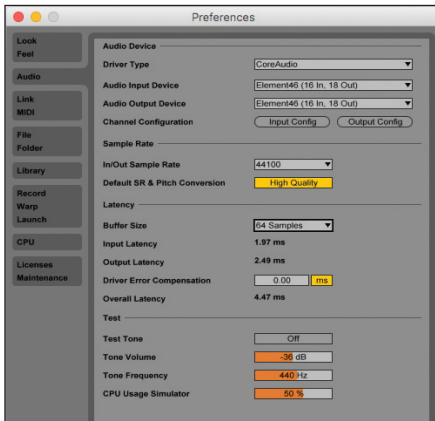 Preferences
Look
Feel
Audio
Link
MIDI
File
Folder
Library
Record
Warp
Launch
CPU
Licenses
Maintenance
Audio Device
Driver Type CoreAudio
Audio Input Device Element46 (16 In, 18 Out)
Audio Output Device Element46 (16 In, 18 Out)
Channel Configuration Input Config Output Config
Sample Rate
In/Out Sample Rate 44100
Default SR & Pitch Conversion High Quality
Latency
Buffer Size 64 Samples
Input Latency 1.97 ms
Output Latency 2.49 ms
Driver Error Compensation 0.00 ms
Overall Latency 4.47 ms
Test
Test Tone Off
Tone Volume -36 dB
Tone Frequency 440 Hz
CPU Usage Simulator 50 %